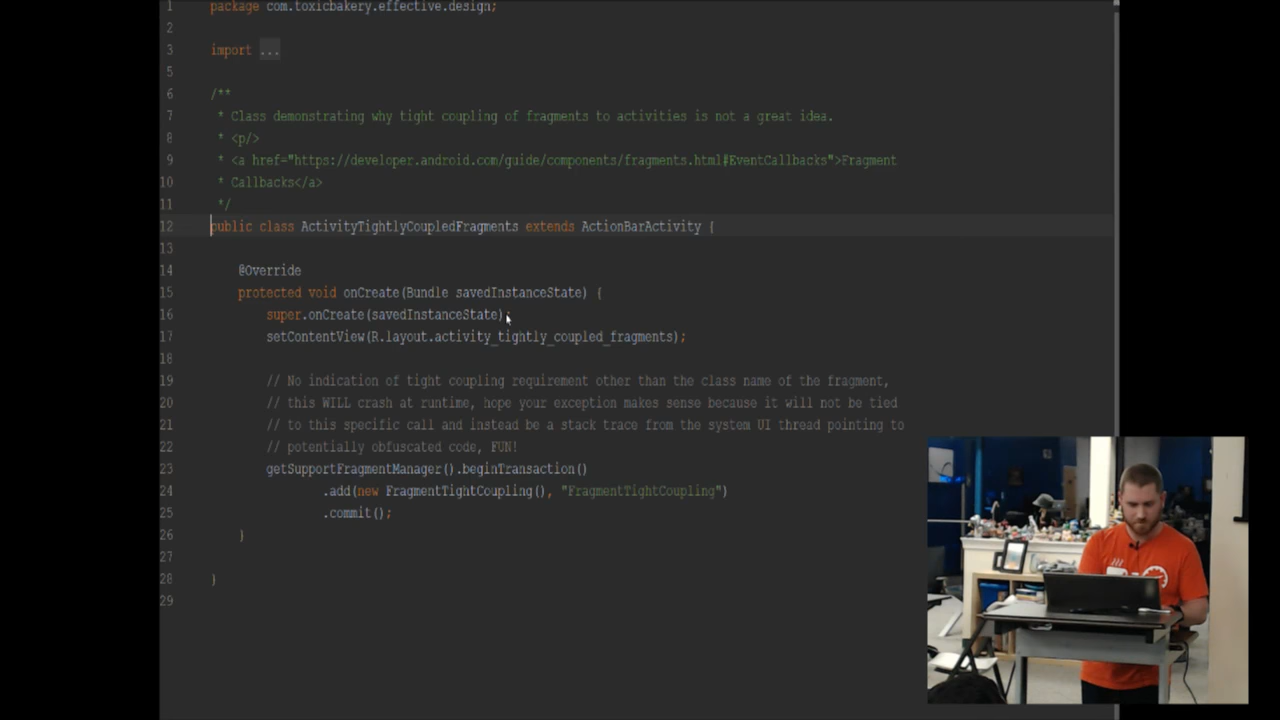 1 package com.toxicbakery.effective.design;
2
3 import ...
5
6 /**
7 * Class demonstrating why tight coupling of fragments to activities is not a great idea.
8 * <p/>
9 * <a href="https://developer.android.com/guide/components/fragments.html#EventCallbacks">Fragment
10 * Callbacks</a>
11 */
12 public class ActivityTightlyCoupledFragments extends ActionBarActivity {
13
14 @Override
15 protected void onCreate(Bundle savedInstanceState) {
16 super.onCreate(savedInstanceState);
17 setContentView(R.layout.activity_tightly_coupled_fragments);
18
19 // No indication of tight coupling requirement other than the class name of the fragment,
20 // this WILL crash at runtime, hope your exception makes sense because it will not be tied
21 // to this specific call and instead be a stack trace from the system UI thread pointing to
22 // potentially obfuscated code, FUN!
23 getSupportFragmentManager().beginTransaction()
24 .add(new FragmentTightCoupling(), "FragmentTightCoupling")
25 .commit();
26 }
27
28 }
29